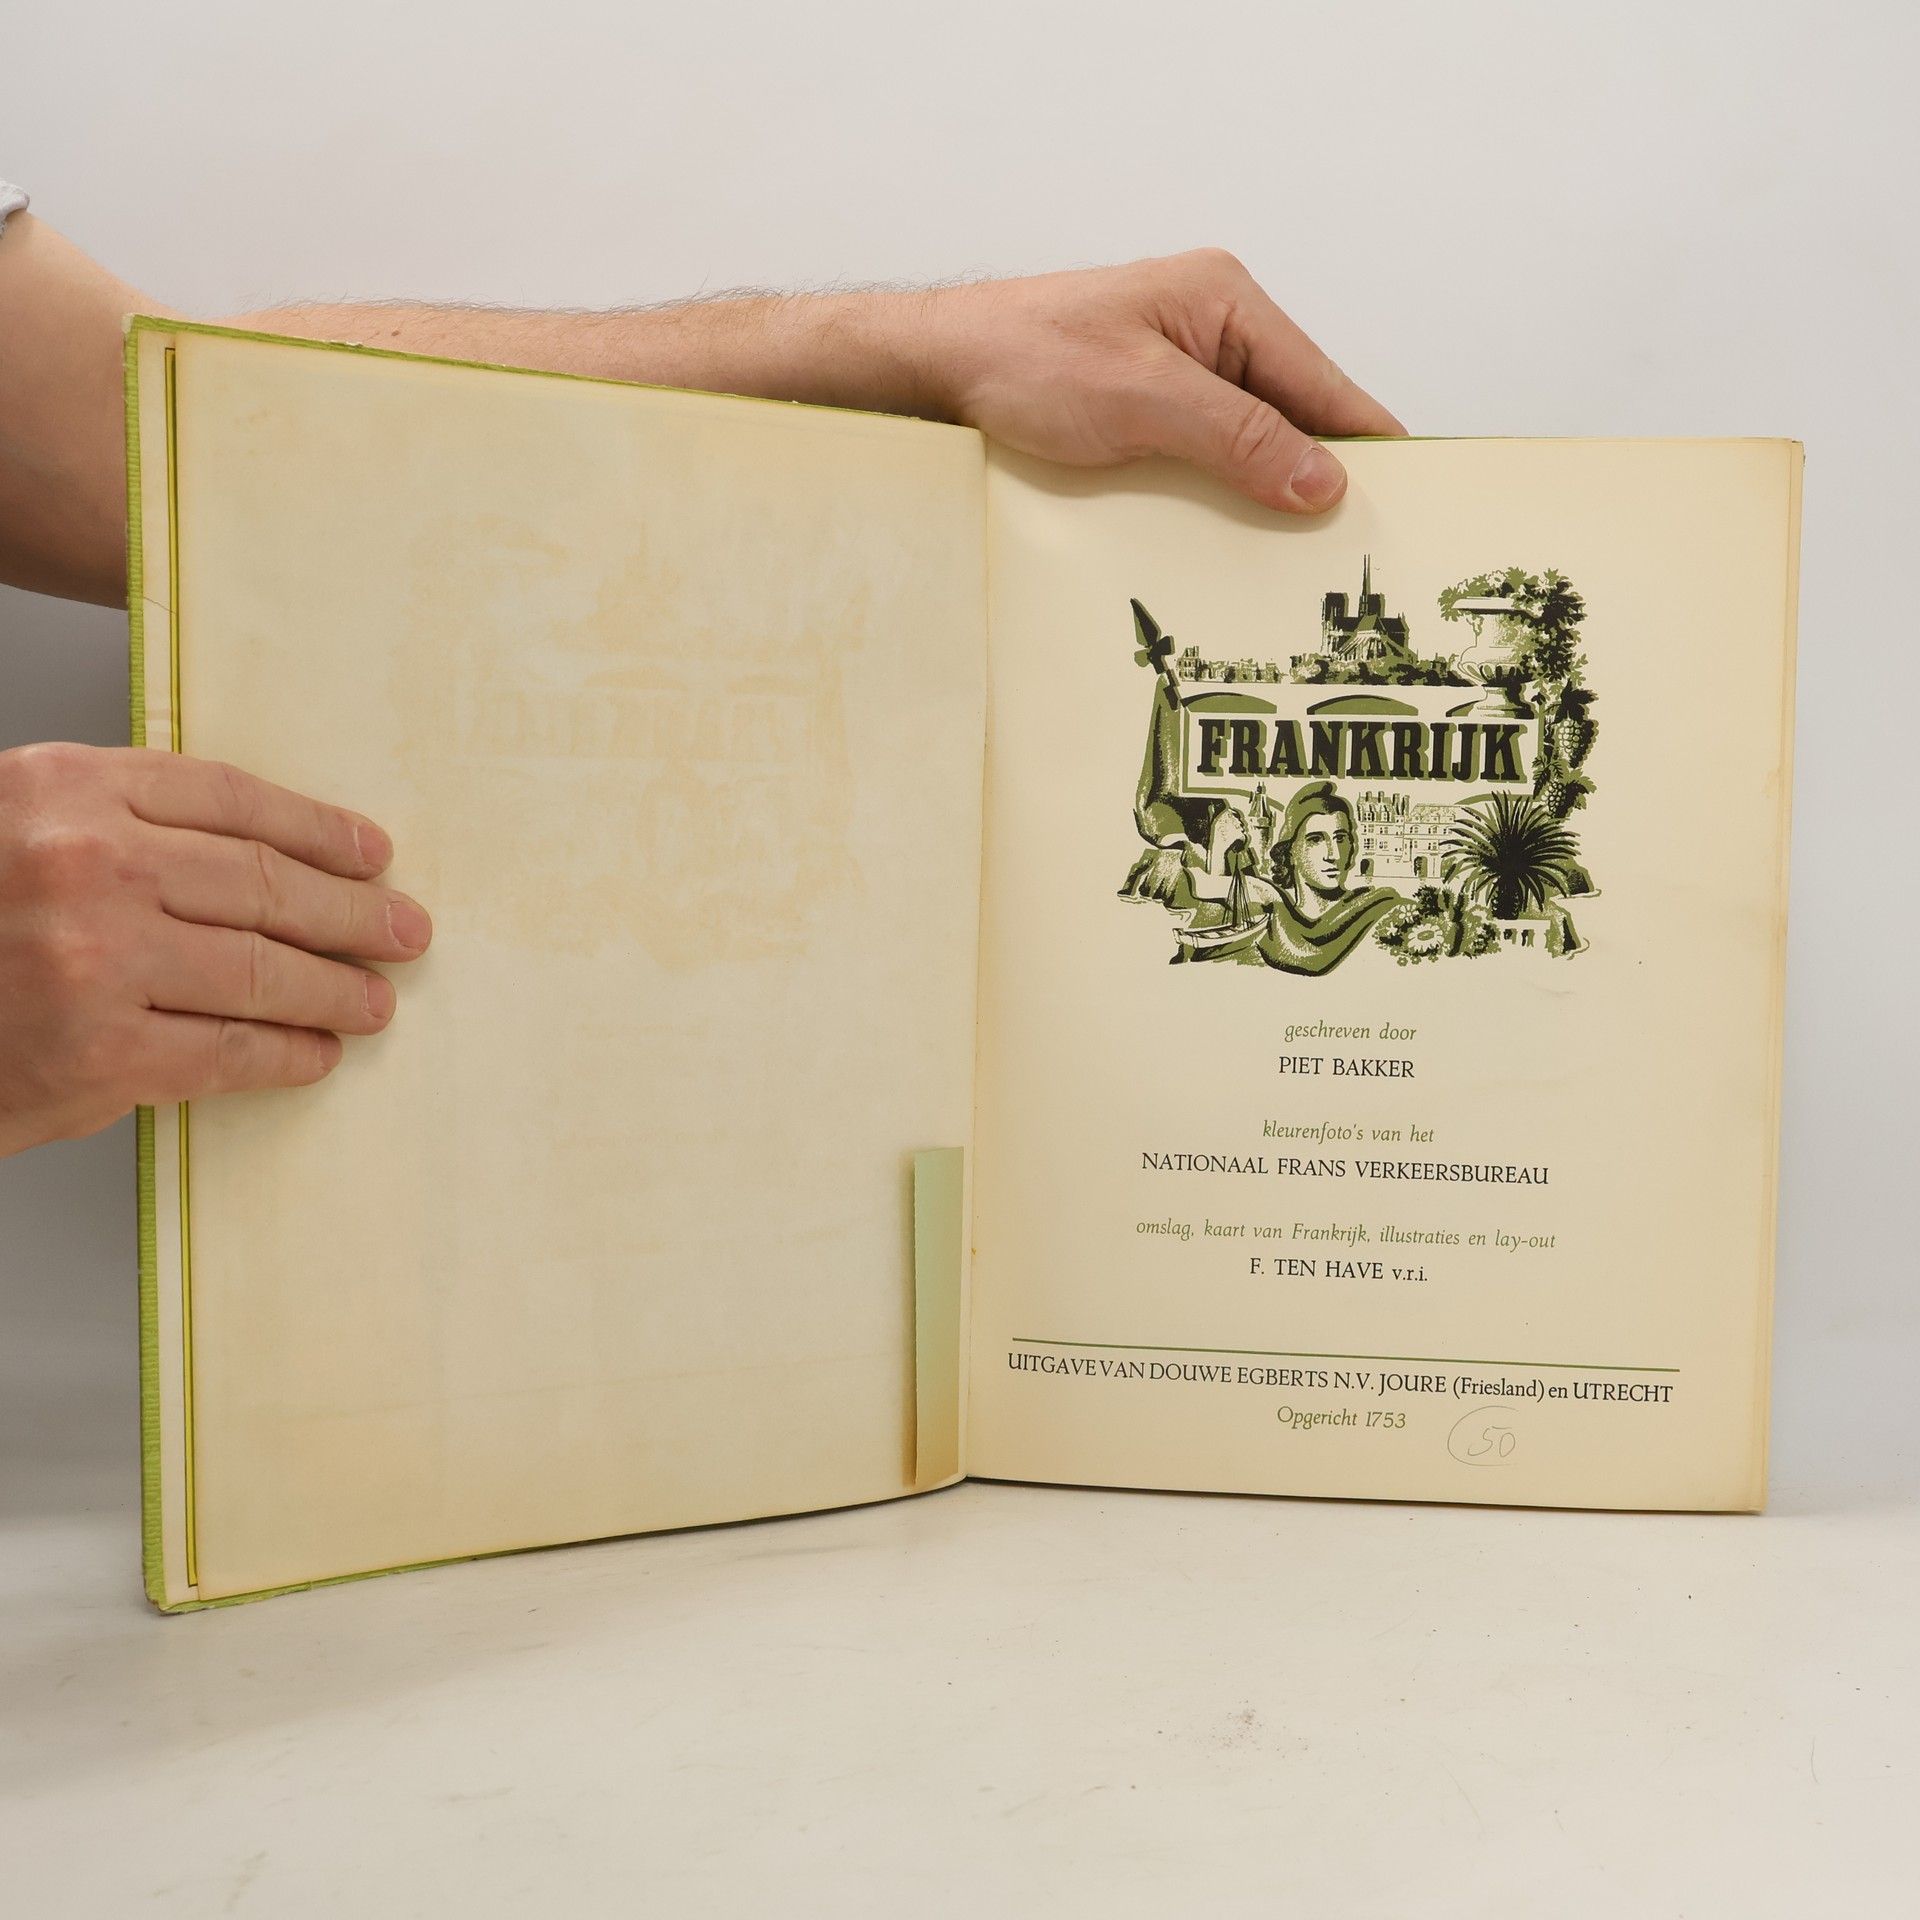 FRANKRIJK
geschreven door
PIET BAKKER
kleurenfoto's van het
NATIONAAL FRANS VERKEERSBUREAU
omslag, kaart van Frankrijk, illustraties en lay-out
F. TEN HAVE v.r.i.
UITGAVE VAN DOUWE EGBERTS N.V. JOURE (Friesland) en UTRECHT
Opgericht 1753
50